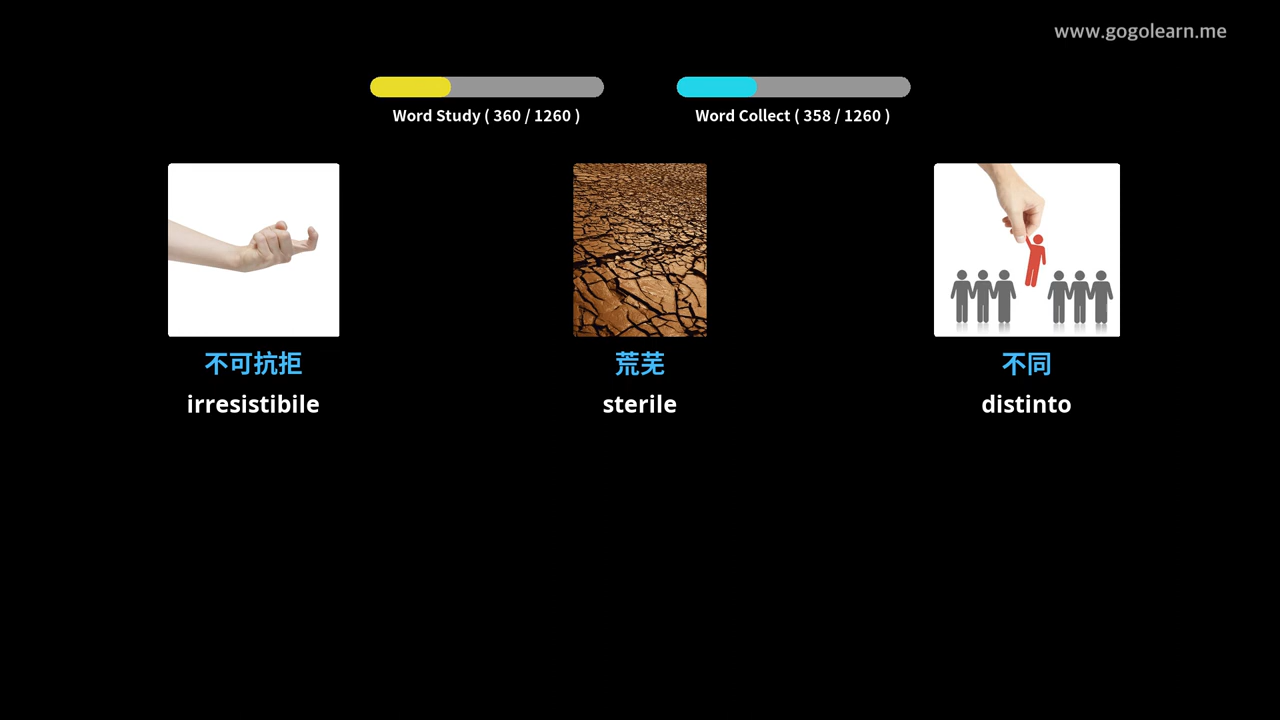 www.gogolearn.me
Word Study ( 360 / 1260 )
Word Collect ( 358 / 1260 )
不可抗拒
荒芜
不同
irresistibile
sterile
distinto